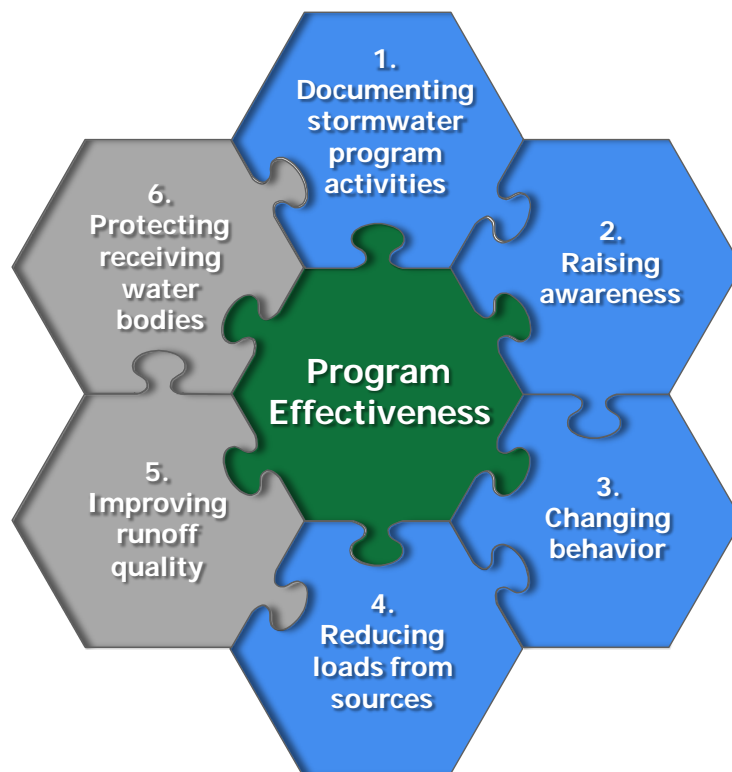 1.
Documenting
stormwater
program
activities
2.
Raising
awareness
3.
Changing
behavior
4.
Reducing
loads from
sources
5.
Improving
runoff
quality
6.
Protecting
receiving
water
bodies
Program
Effectiveness